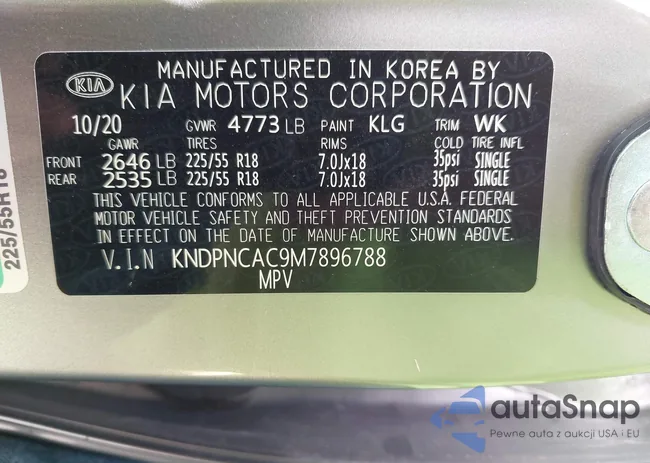 MANUFACTURED IN KOREA BY
KIA KIA MOTORS CORPORATION
10/20 GVWR 4773 LB PAINT KLG TRIM WK
GAWR TIRES RIMS COLD TIRE INFL
FRONT 2646 LB 225/55 R18 7.0Jx18 35psi SINGLE
REAR 2535 LB 225/55 R18 7.0Jx18 35psi SINGLE
THIS VEHICLE CONFORMS TO ALL APPLICABLE U.S.A. FEDERAL
MOTOR VEHICLE SAFETY AND THEFT PREVENTION STANDARDS
IN EFFECT ON THE DATE OF MANUFACTURE SHOWN ABOVE.
V.I.N KNDPNCAC9M7896788
MPV
225/55R18
autaSnap
Pewne auta z aukcji USA i EU